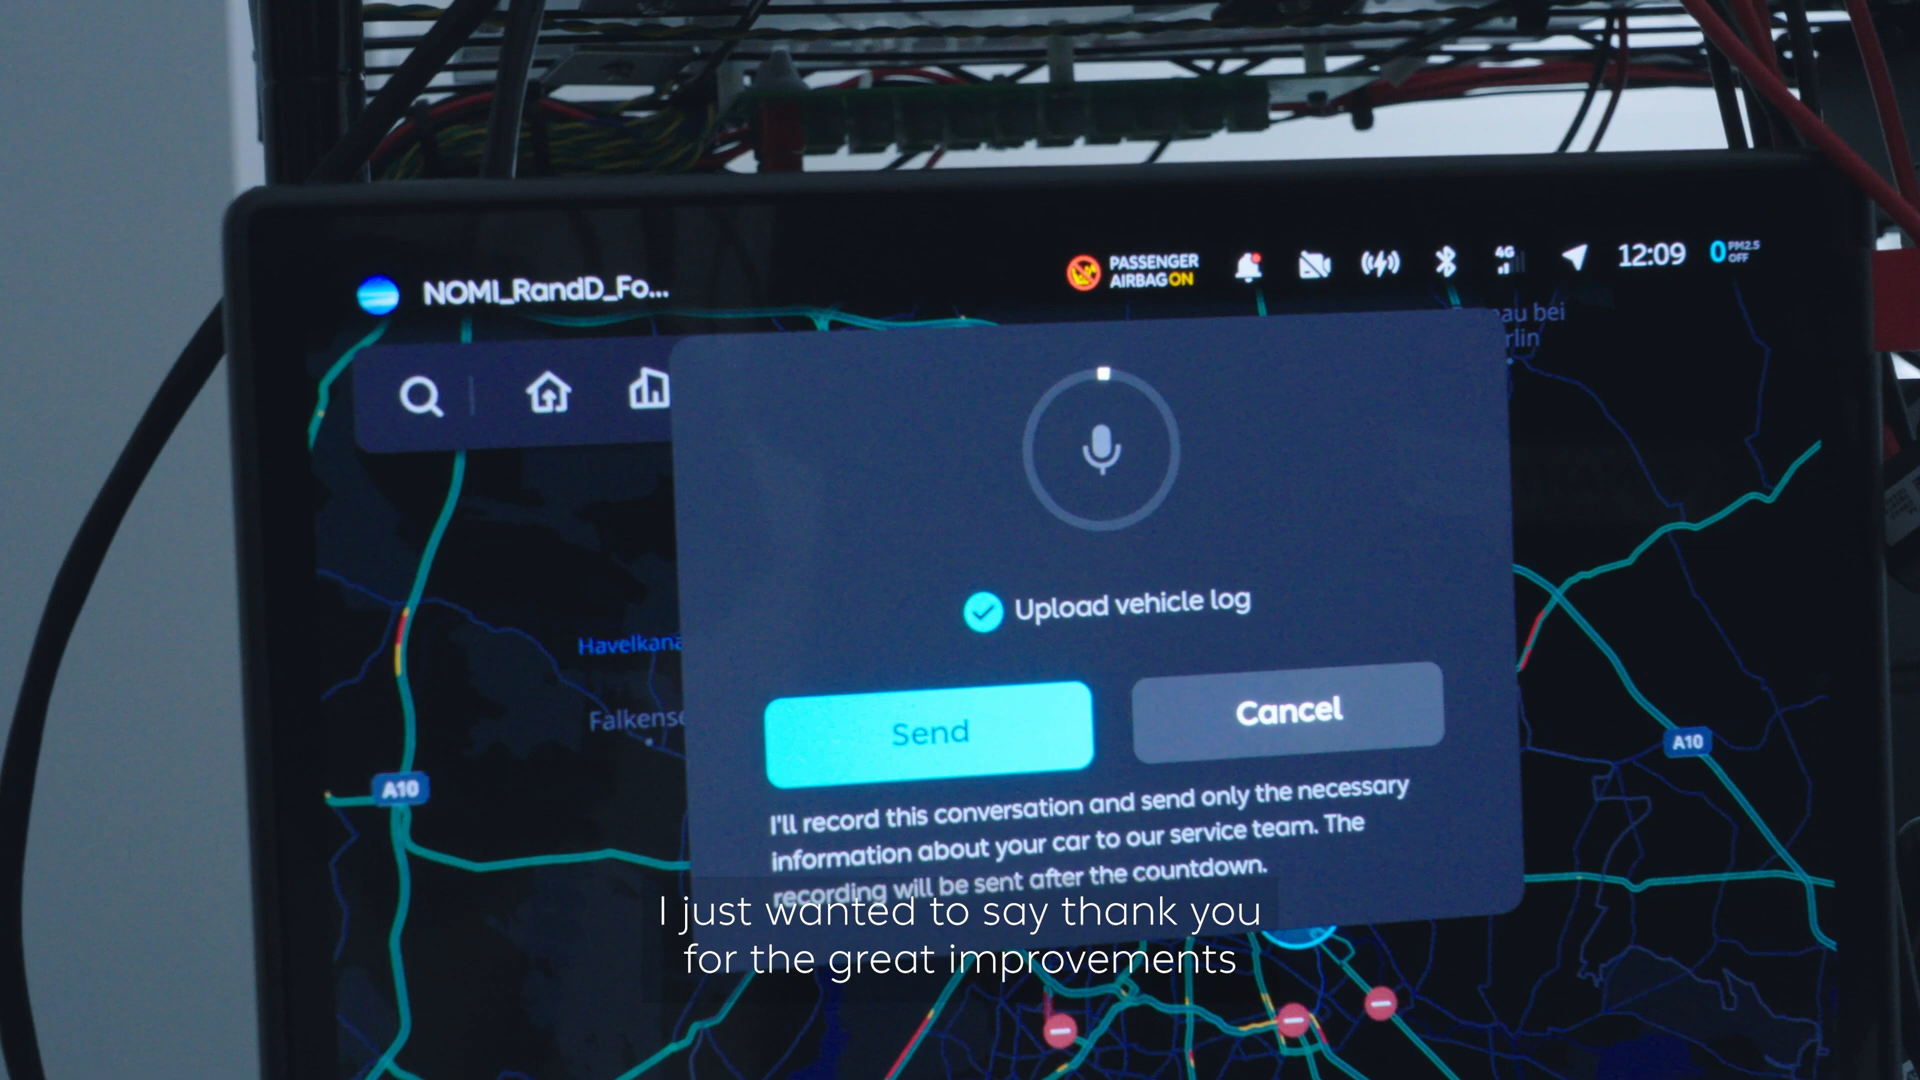 NOMI_RandD_Fo...
PASSENGER
AIRBAG ON
4G
12:09
0 PM2.5
OFF
au bei
rlin
Upload vehicle log
Havelkana
Send
Cancel
Falkense
A10
A10
I'll record this conversation and send only the necessary
information about your car to our service team. The
recording will be sent after the countdown.
I just wanted to say thank you
for the great improvements